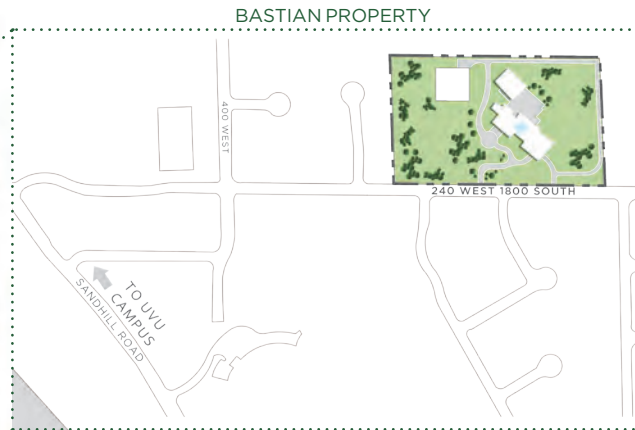 BASTIAN PROPERTY
400 WEST
240 WEST 1800 SOUTH
TO UVU
CAMPUS
SANDHILL ROAD